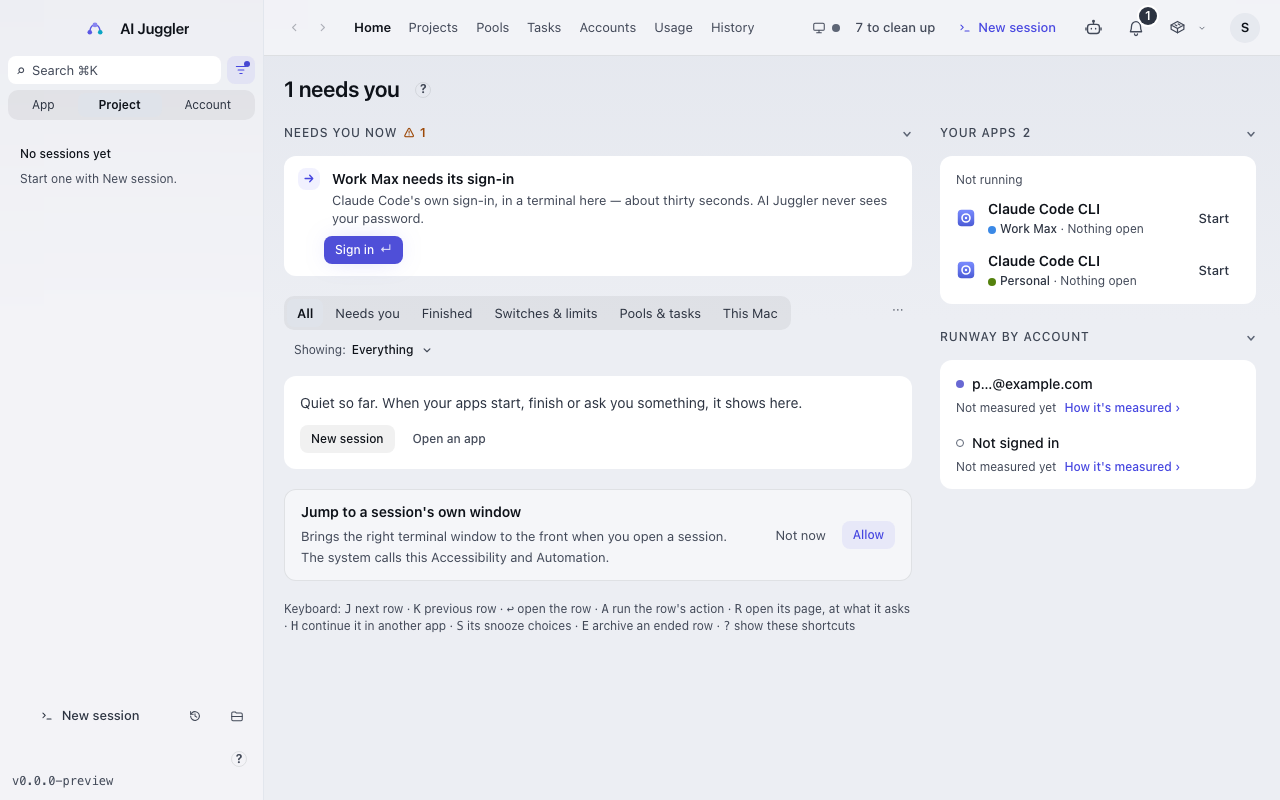 AI Juggler
Search ⌘K
App Project Account
No sessions yet
Start one with New session.
New session
?
v0.0.0-preview
Home Projects Pools Tasks Accounts Usage History
7 to clean up
New session
1
S
1 needs you ?
NEEDS YOU NOW 1
Work Max needs its sign-in
Claude Code's own sign-in, in a terminal here — about thirty seconds. AI Juggler never sees
your password.
Sign in ↵
All Needs you Finished Switches & limits Pools & tasks This Mac ···
Showing: Everything
Quiet so far. When your apps start, finish or ask you something, it shows here.
New session Open an app
Jump to a session's own window
Brings the right terminal window to the front when you open a session.
The system calls this Accessibility and Automation.
Not now Allow
Keyboard: J next row · K previous row · ↩ open the row · A run the row's action · R open its page, at what it asks
· H continue it in another app · S its snooze choices · E archive an ended row · ? show these shortcuts
YOUR APPS 2
Not running
Claude Code CLI
Work Max · Nothing open
Start
Claude Code CLI
Personal · Nothing open
Start
RUNWAY BY ACCOUNT
p...@example.com
Not measured yet How it's measured ›
Not signed in
Not measured yet How it's measured ›